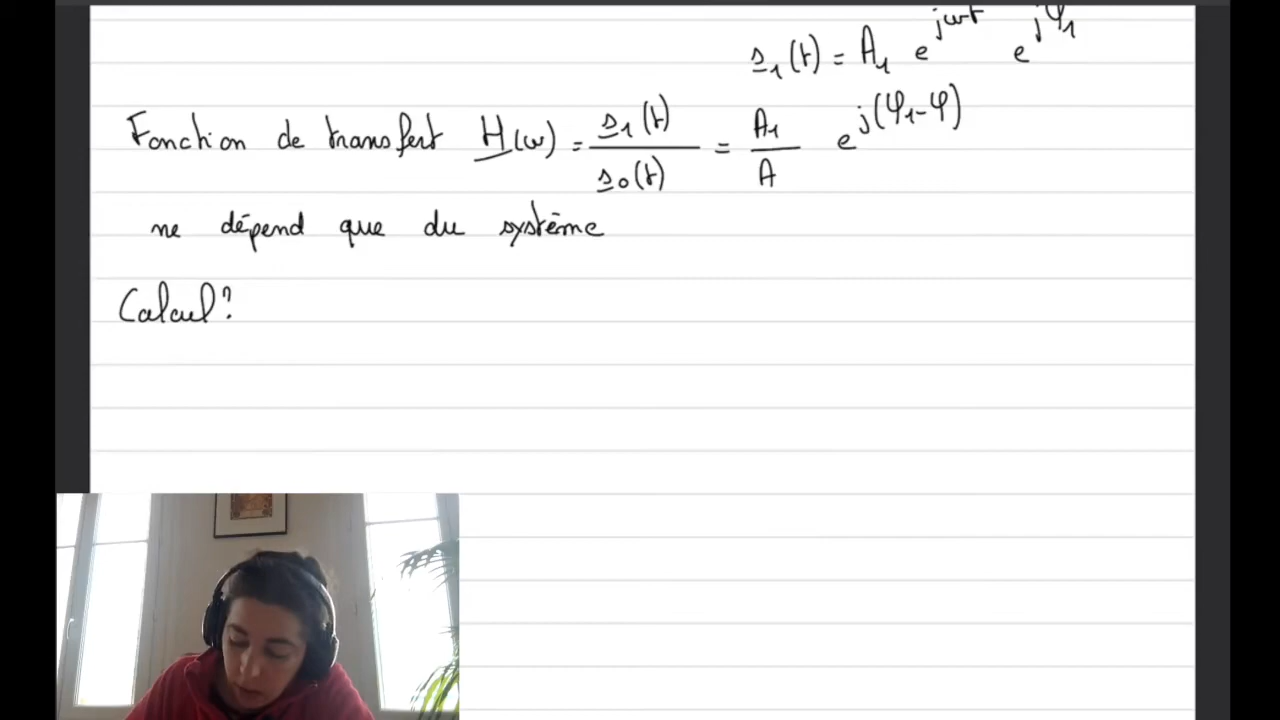 s₁(t) = A₁ e^jωt e^jφ₁
Fonction de transfert H(ω) = s₁(t) / s₀(t) = A₁ / A e^j(φ₁-φ)
ne dépend que du système
Calcul?